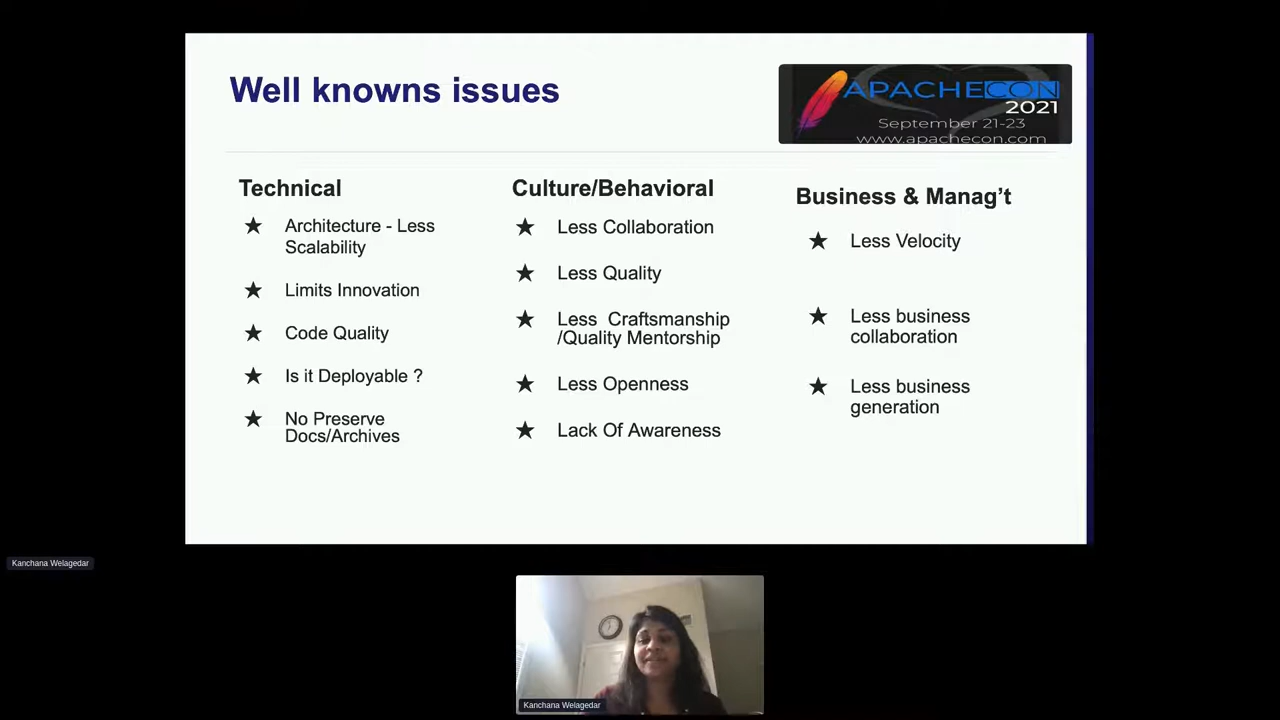 Well knowns issues
APACHECON
2021
September 21-23
www.apachecon.com
Technical
★ Architecture - Less
Scalability
★ Limits Innovation
★ Code Quality
★ Is it Deployable ?
★ No Preserve
Docs/Archives
Culture/Behavioral
★ Less Collaboration
★ Less Quality
★ Less Craftsmanship
/Quality Mentorship
★ Less Openness
★ Lack Of Awareness
Business & Manag't
★ Less Velocity
★ Less business
collaboration
★ Less business
generation
Kanchana Welagedar
Kanchana Welagedar